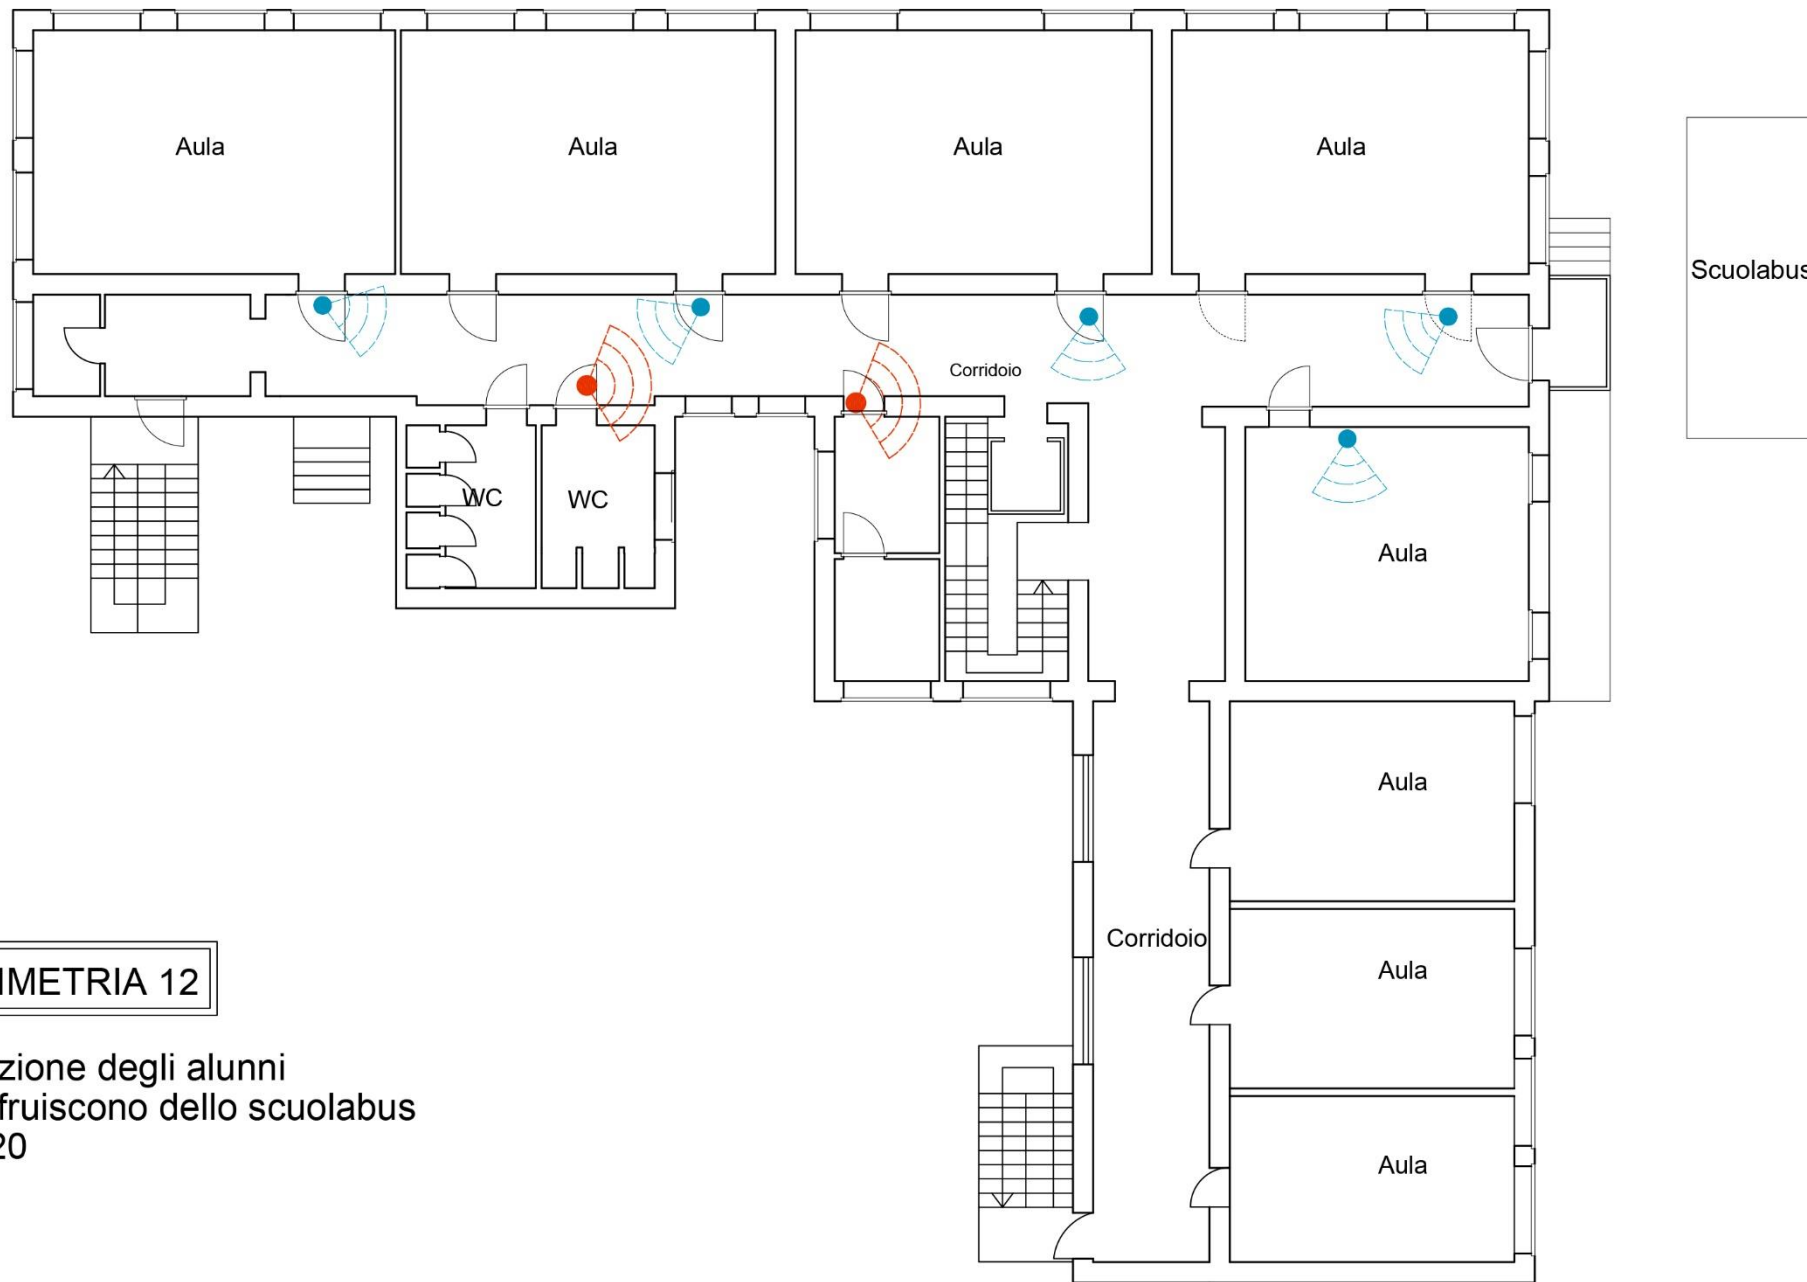 Aula
Aula
Aula
Aula
Scuolabus
Corridoio
WC
WC
Aula
Aula
Corridoio
Aula
Aula
IMETRIA 12
zione degli alunni
fruiscono dello scuolabus
20